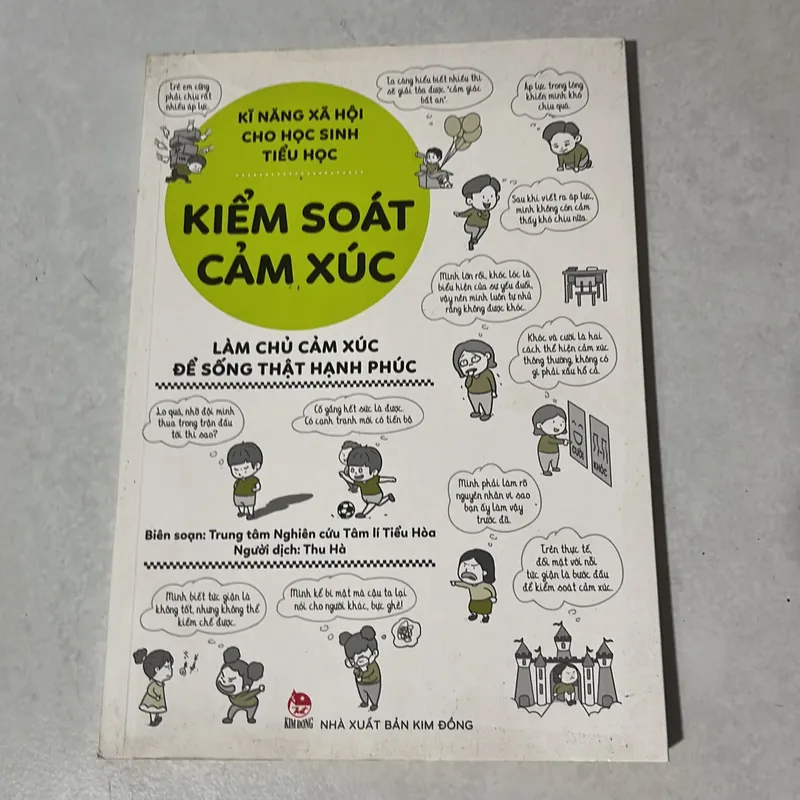 Trẻ em cũng
phải chịu rất
nhiều áp lực.
KĨ NĂNG XÃ HỘI
CHO HỌC SINH
TIỂU HỌC
KIỂM SOÁT
CẢM XÚC
LÀM CHỦ CẢM XÚC
ĐỂ SỐNG THẬT HẠNH PHÚC
Ta càng hiểu biết nhiều thì
sẽ giải tỏa được "cảm giác
bất an".
Áp lực trong lòng
khiến mình khó
chịu quá.
Sau khi viết ra áp lực,
mình không còn cảm
thấy khó chịu nữa.
Mình lớn rồi, khóc lóc là
biểu hiện của sự yếu đuối,
vậy nên mình luôn tự nhủ
rằng không được khóc.
Khóc và cười là hai
cách thể hiện cảm xúc
thông thường, không có
gì phải xấu hổ cả.
CƯỜI
KHÓC
Lo quá, nhỡ đội mình
thua trong trận đấu
tới thì sao?
Cố gắng hết sức là được.
Có cạnh tranh mới có tiến bộ.
Mình phải làm rõ
nguyên nhân vì sao
bạn ấy làm vậy
trước đã.
Biên soạn: Trung tâm Nghiên cứu Tâm lí Tiểu Hòa
Người dịch: Thu Hà
Trên thực tế,
đối mặt với nỗi
tức giận là bước đầu
để kiểm soát cảm xúc.
Mình biết tức giận là
không tốt, nhưng không thể
kiềm chế được.
Mình kể bí mật mà cậu ta lại
nói cho người khác, bực ghê!
KIM ĐỒNG
NHÀ XUẤT BẢN KIM ĐỒNG